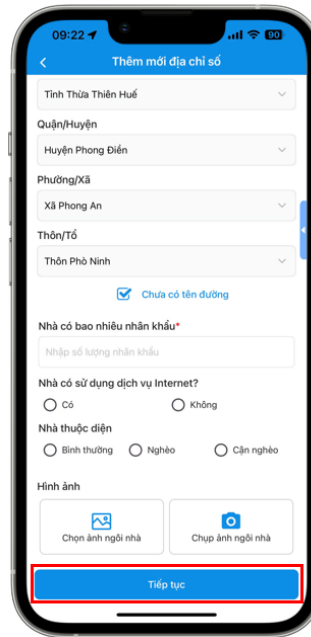 09:22 90
Thêm mới địa chỉ số
Tỉnh Thừa Thiên Huế
Quận/Huyện
Huyện Phong Điền
Phường/Xã
Xã Phong An
Thôn/Tổ
Thôn Phò Ninh
Chưa có tên đường
Nhà có bao nhiêu nhân khẩu*
Nhập số lượng nhân khẩu
Nhà có sử dụng dịch vụ Internet?
Có Không
Nhà thuộc diện
Bình thường Nghèo Cận nghèo
Hình ảnh
Chọn ảnh ngôi nhà Chụp ảnh ngôi nhà
Tiếp tục